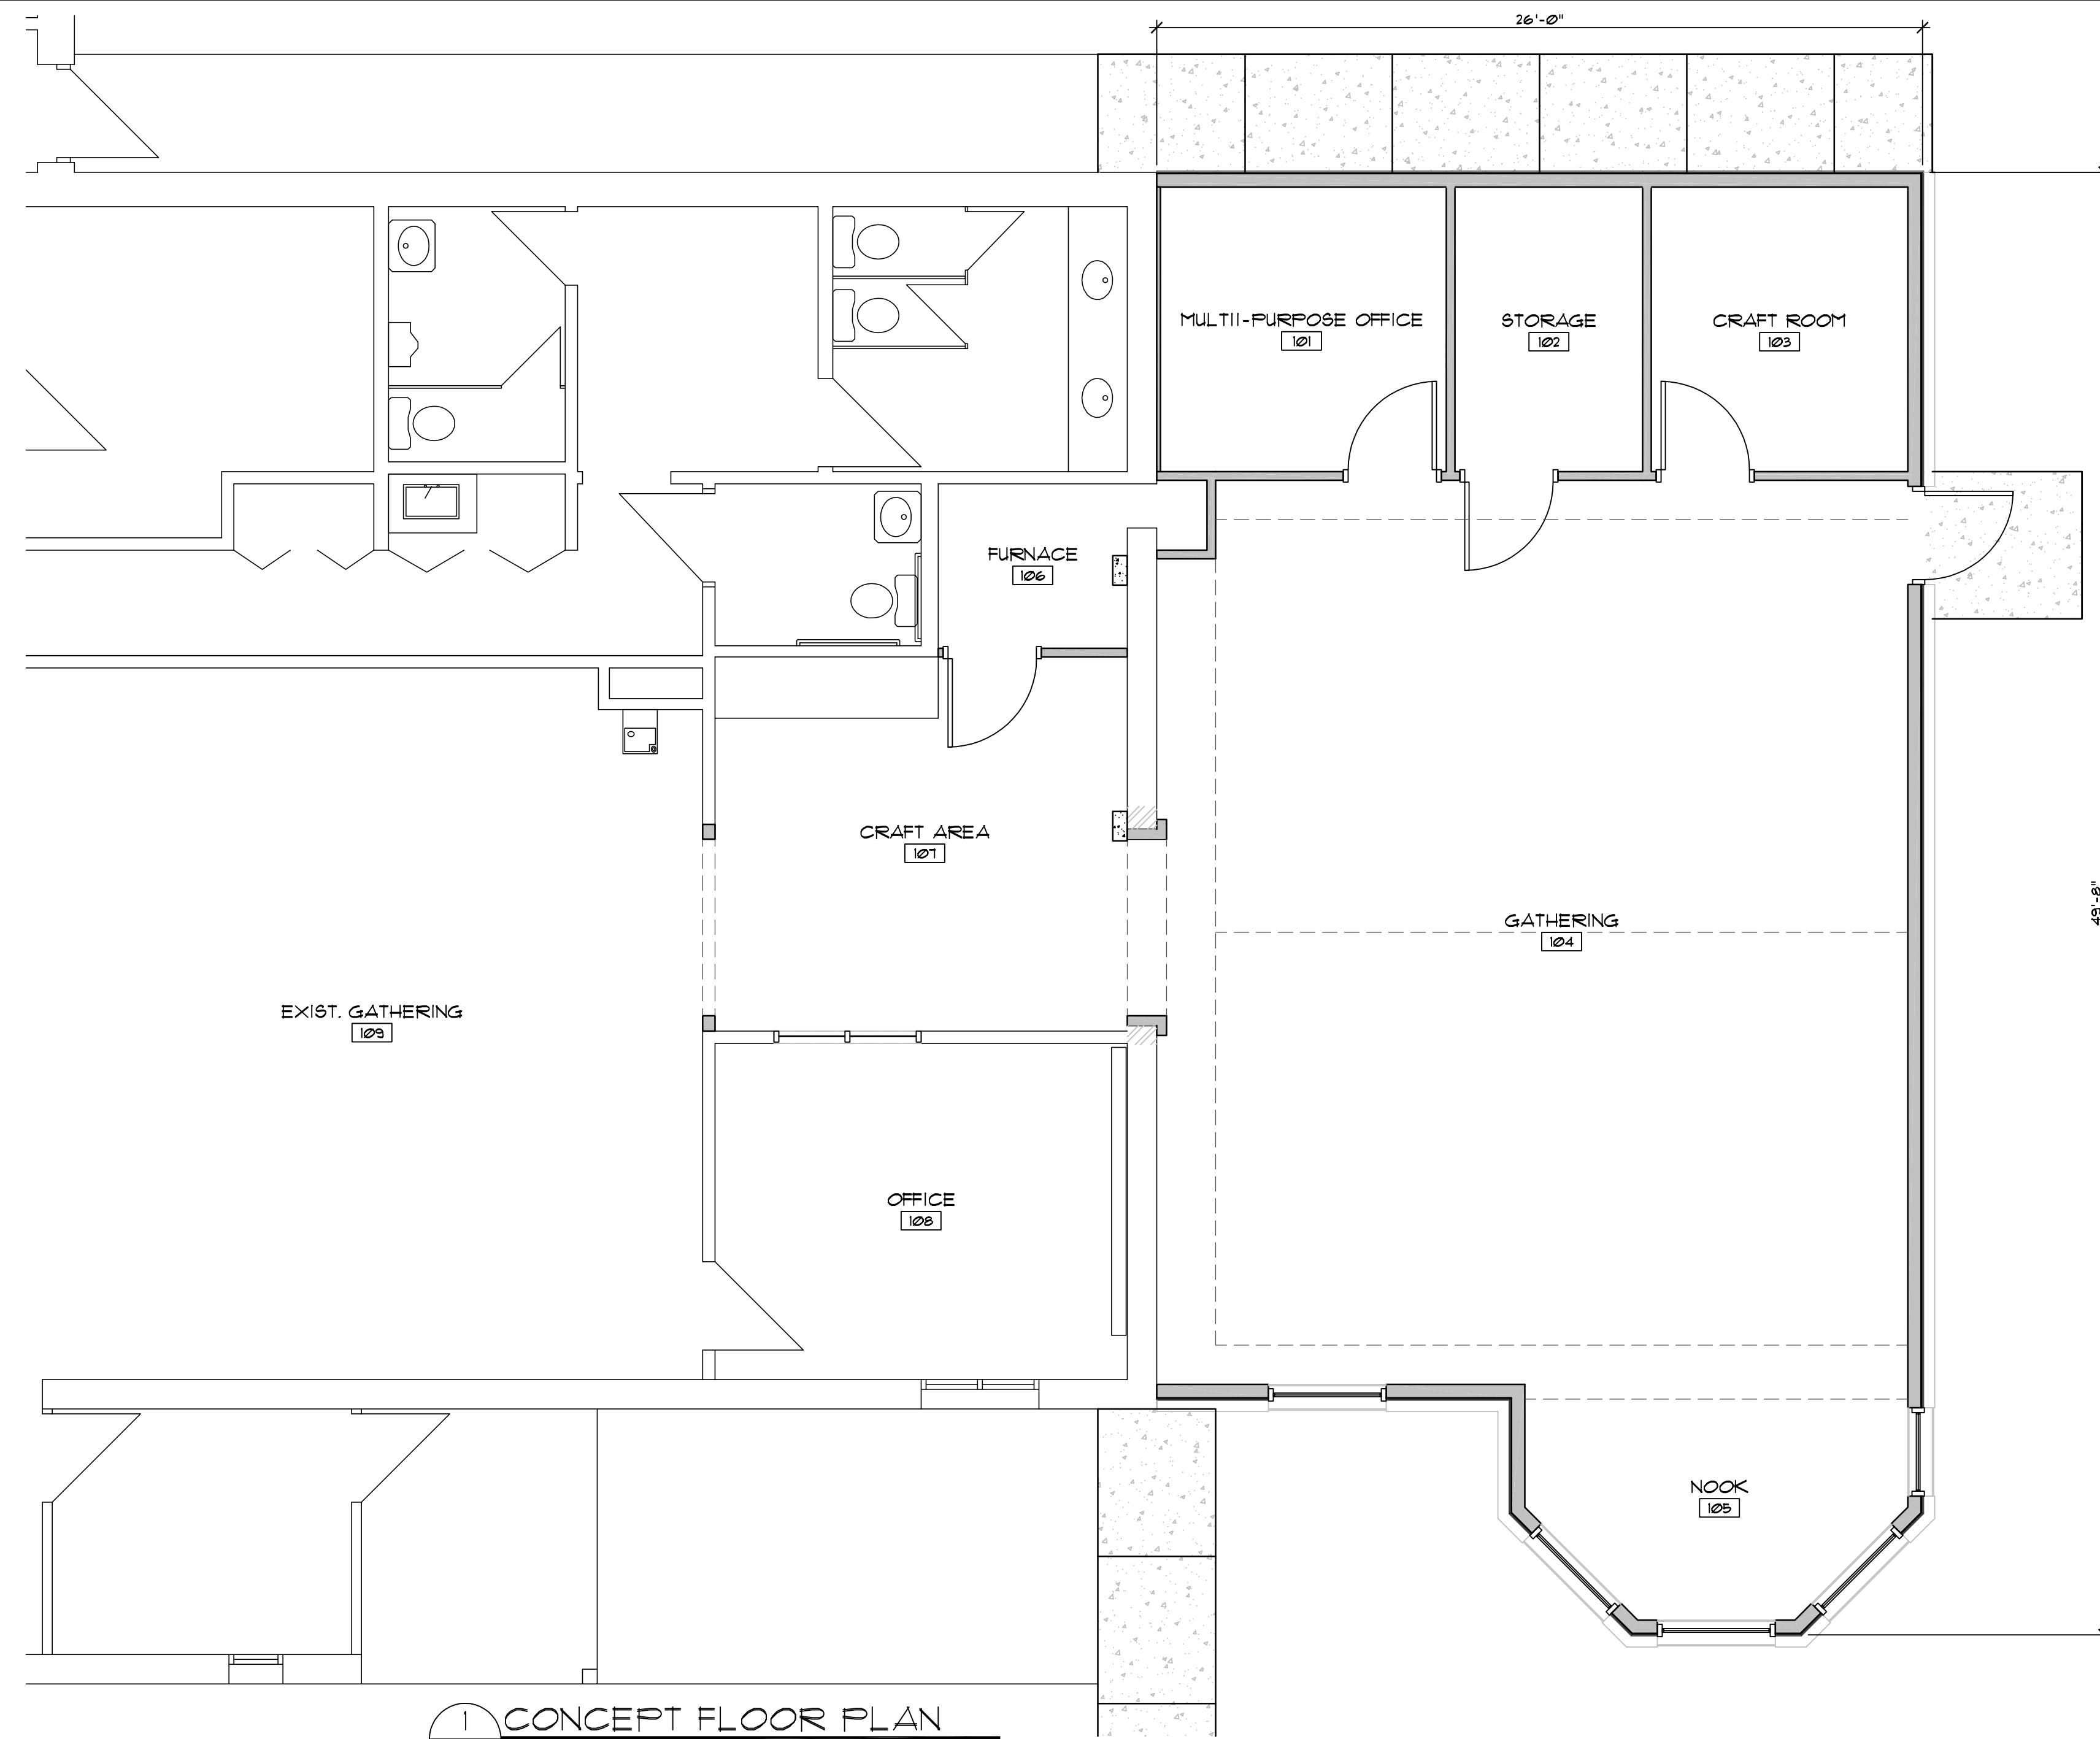 26'-0"
MULTII-PURPOSE OFFICE
101
STORAGE
102
CRAFT ROOM
103
FURNACE
106
CRAFT AREA
107
GATHERING
104
49'-8"
EXIST. GATHERING
109
OFFICE
108
NOOK
105
1 CONCEPT FLOOR PLAN